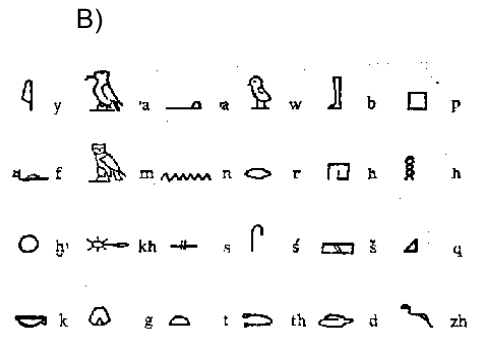 B)
y 'a 'a w b p
f m n r h h
ẖ kh s ś š q
k g t th d zh